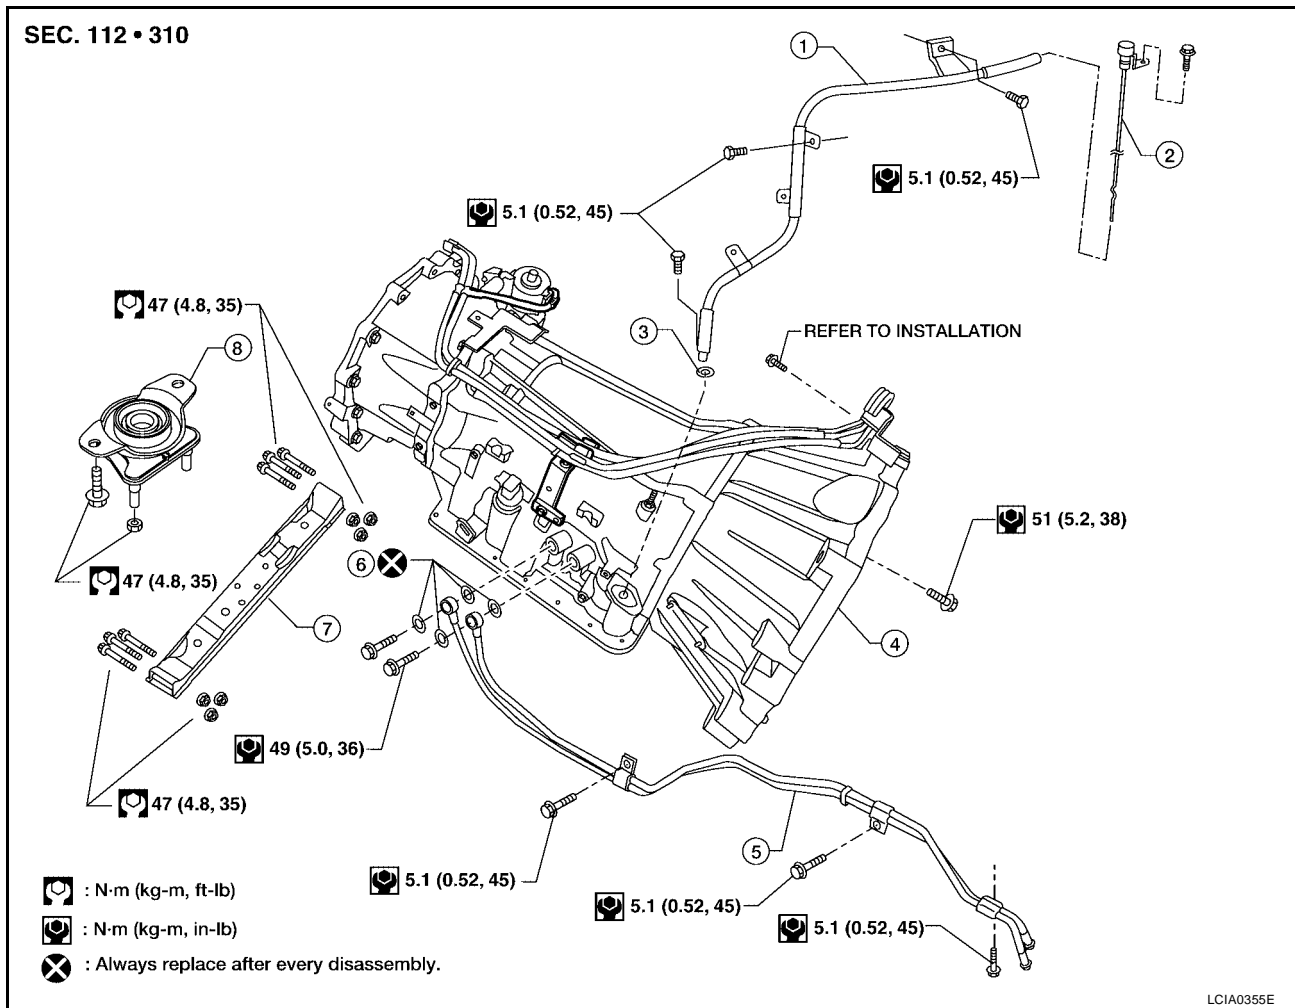 SEC. 112 • 310
1
2
5.1 (0.52, 45)
5.1 (0.52, 45)
47 (4.8, 35)
8
3
REFER TO INSTALLATION
51 (5.2, 38)
47 (4.8, 35)
6
7
4
49 (5.0, 36)
47 (4.8, 35)
5
5.1 (0.52, 45)
5.1 (0.52, 45)
5.1 (0.52, 45)
: N·m (kg-m, ft-lb)
: N·m (kg-m, in-lb)
: Always replace after every disassembly.
LCIA0355E